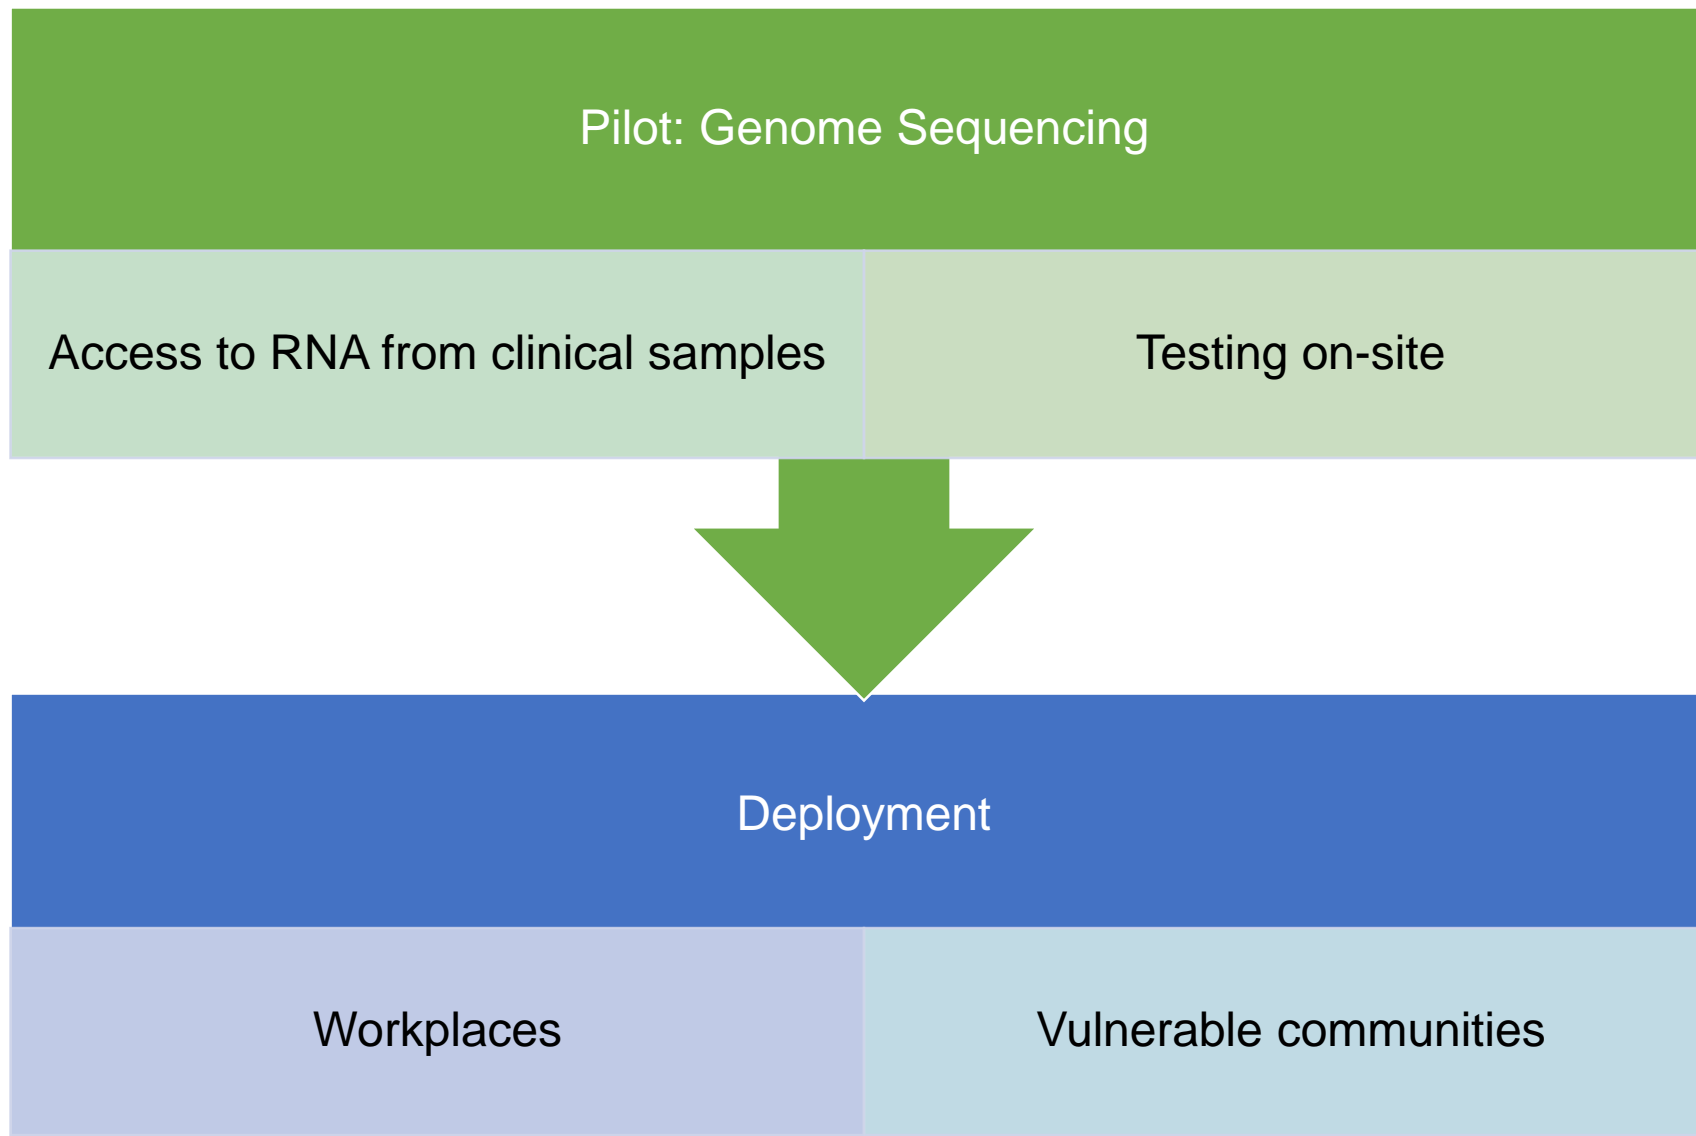 Pilot: Genome Sequencing
Access to RNA from clinical samples
Testing on-site
Deployment
Workplaces
Vulnerable communities